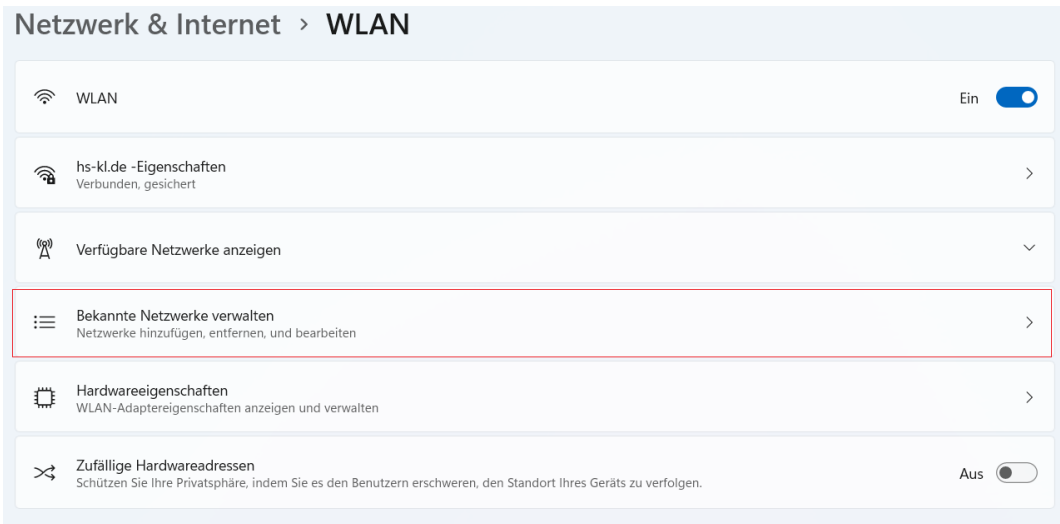 Netzwerk & Internet > WLAN
WLAN
Ein
hs-kl.de -Eigenschaften
Verbunden, gesichert
Verfügbare Netzwerke anzeigen
Bekannte Netzwerke verwalten
Netzwerke hinzufügen, entfernen, und bearbeiten
Hardwareeigenschaften
WLAN-Adaptereigenschaften anzeigen und verwalten
Zufällige Hardwareadressen
Schützen Sie Ihre Privatsphäre, indem Sie es den Benutzern erschweren, den Standort Ihres Geräts zu verfolgen.
Aus